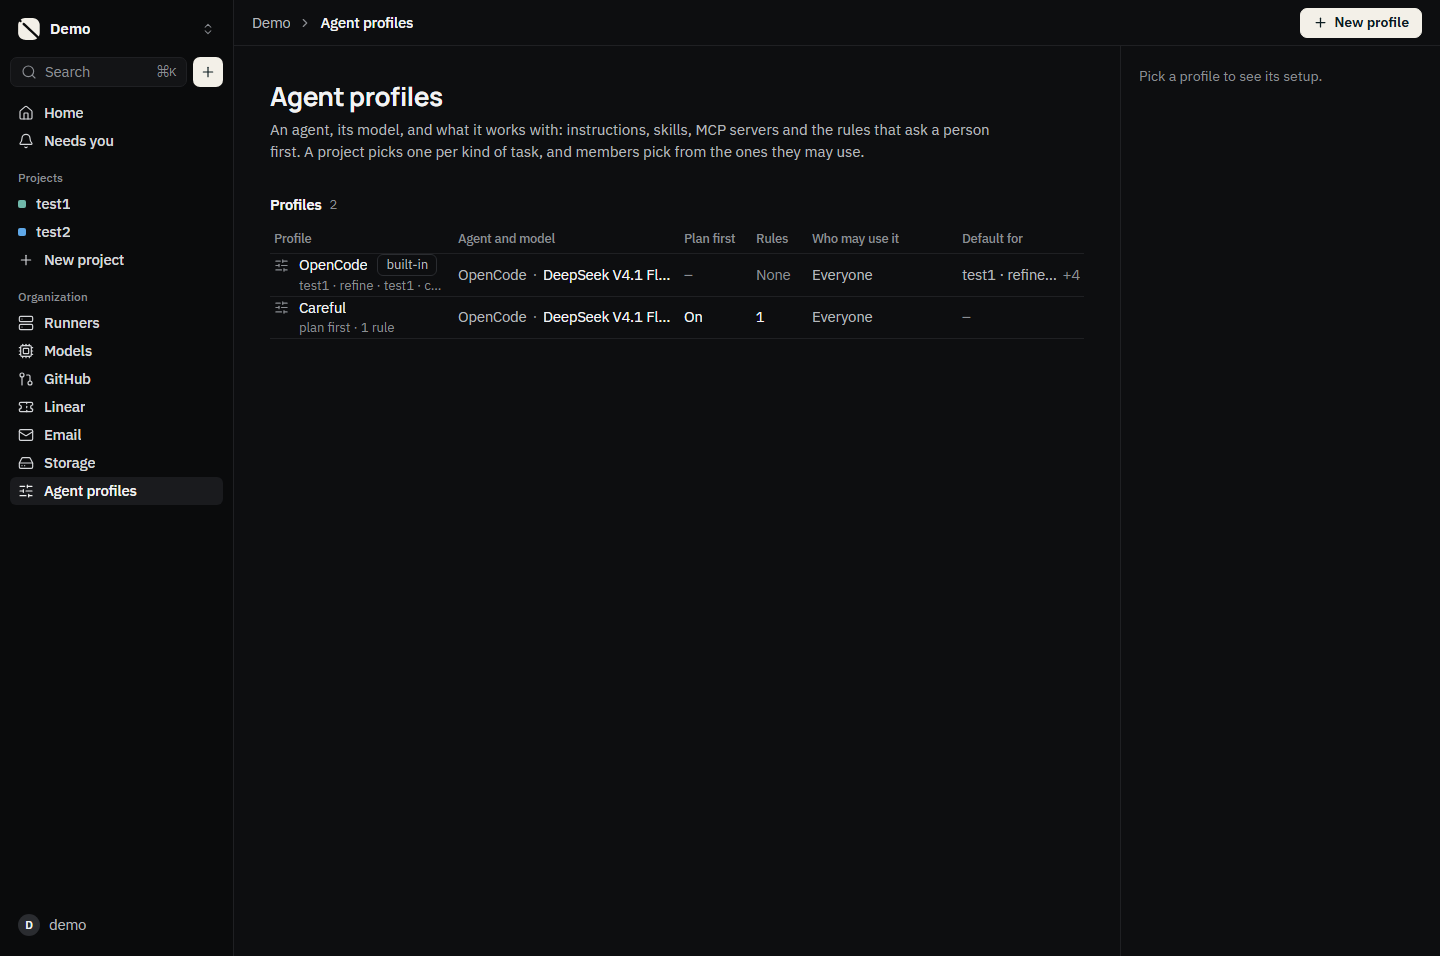 Demo
Search ⌘K
Home
Needs you
Projects
test1
test2
New project
Organization
Runners
Models
GitHub
Linear
Email
Storage
Agent profiles
D demo
Demo > Agent profiles
New profile
Agent profiles
An agent, its model, and what it works with: instructions, skills, MCP servers and the rules that ask a person
first. A project picks one per kind of task, and members pick from the ones they may use.
Profiles 2
Profile Agent and model Plan first Rules Who may use it Default for
OpenCode built-in OpenCode · DeepSeek V4.1 Fl... – None Everyone test1 · refine... +4
test1 · refine · test1 · c...
Careful OpenCode · DeepSeek V4.1 Fl... On 1 Everyone –
plan first · 1 rule
Pick a profile to see its setup.